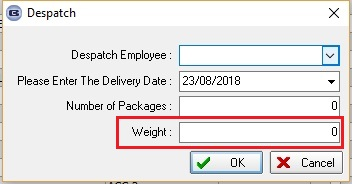 Despatch
Despatch Employee :
Please Enter The Delivery Date : 23/08/2018
Number of Packages : 0
Weight : 0
OK Cancel